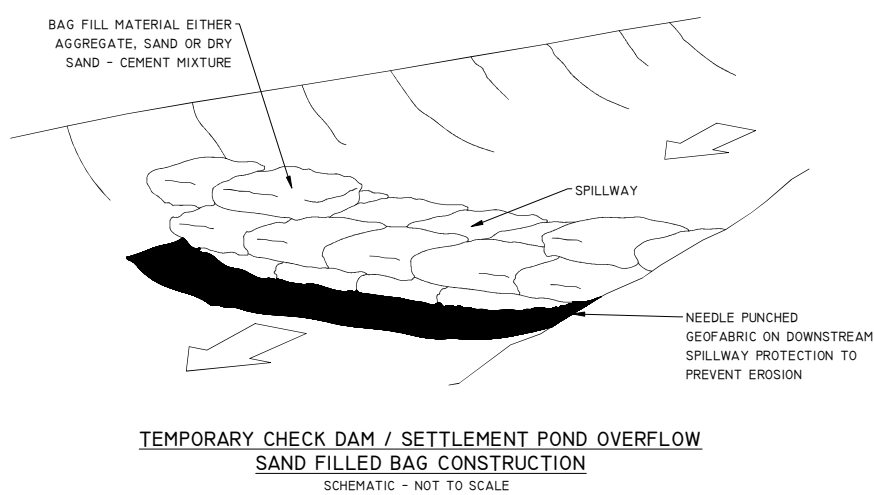 BAG FILL MATERIAL EITHER
AGGREGATE, SAND OR DRY
SAND - CEMENT MIXTURE
SPILLWAY
NEEDLE PUNCHED
GEOFABRIC ON DOWNSTREAM
SPILLWAY PROTECTION TO
PREVENT EROSION
TEMPORARY CHECK DAM / SETTLEMENT POND OVERFLOW
SAND FILLED BAG CONSTRUCTION
SCHEMATIC - NOT TO SCALE